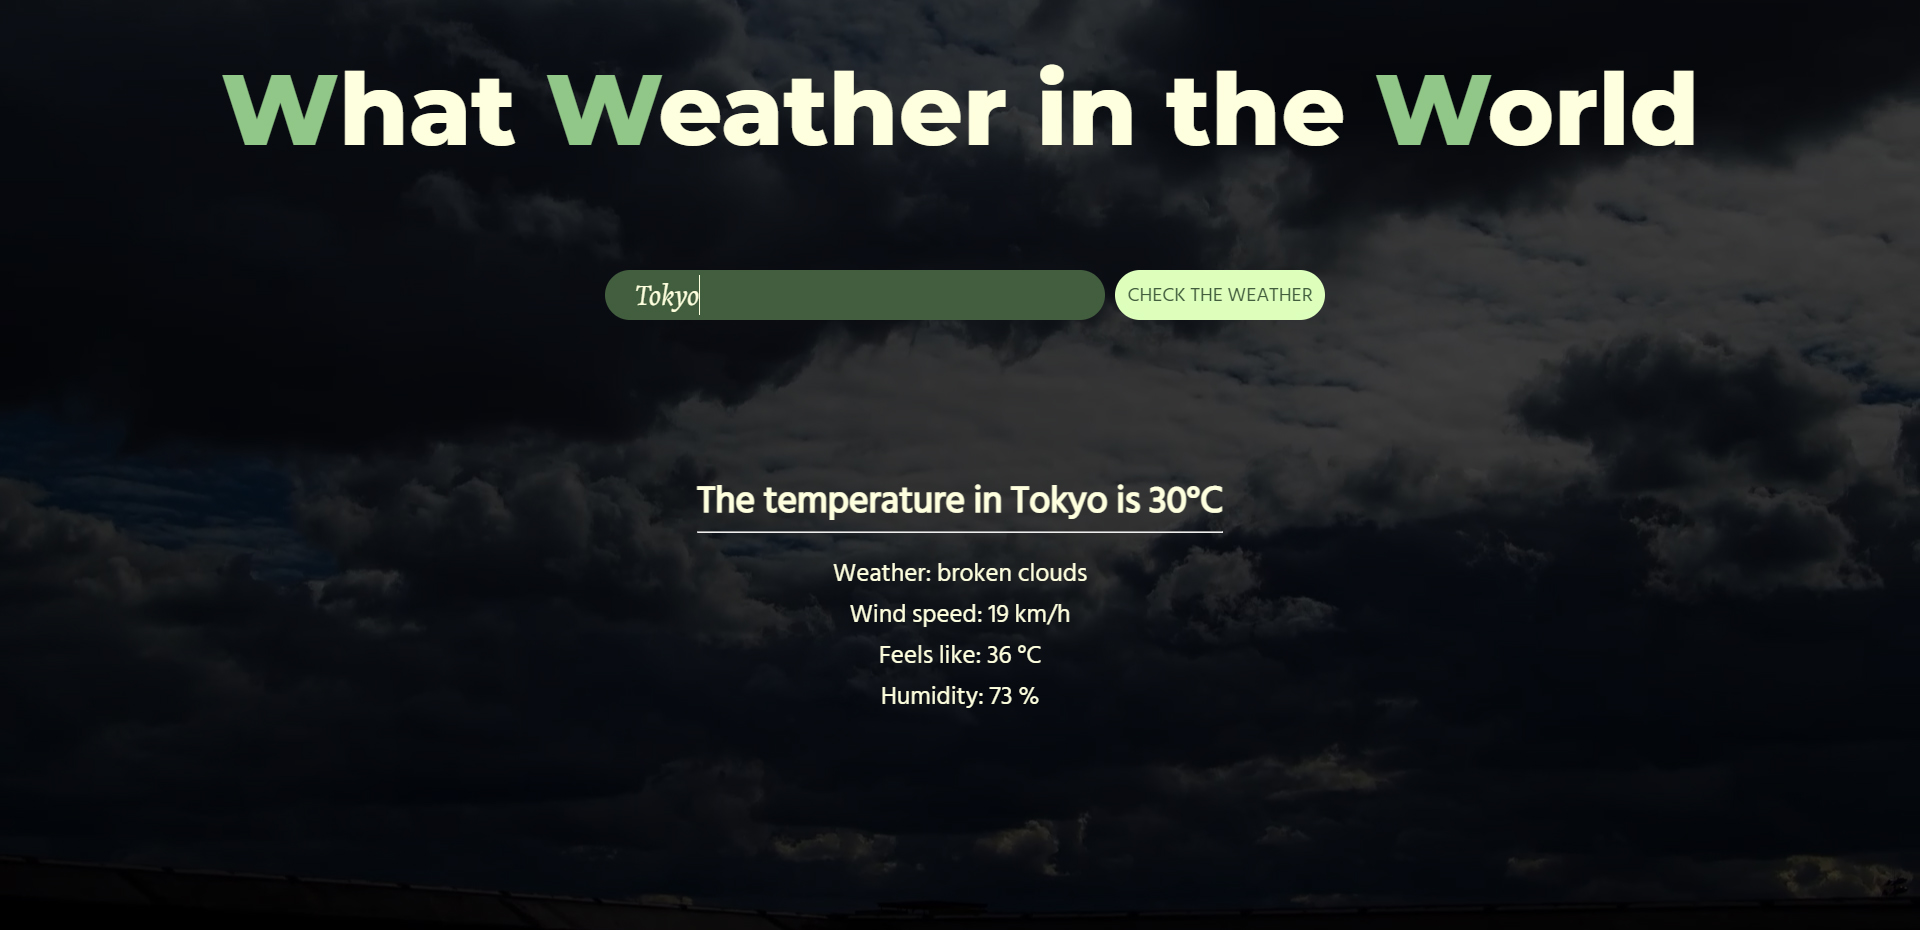 What Weather in the World
Tokyo
CHECK THE WEATHER
The temperature in Tokyo is 30°C
Weather: broken clouds
Wind speed: 19 km/h
Feels like: 36 °C
Humidity: 73 %